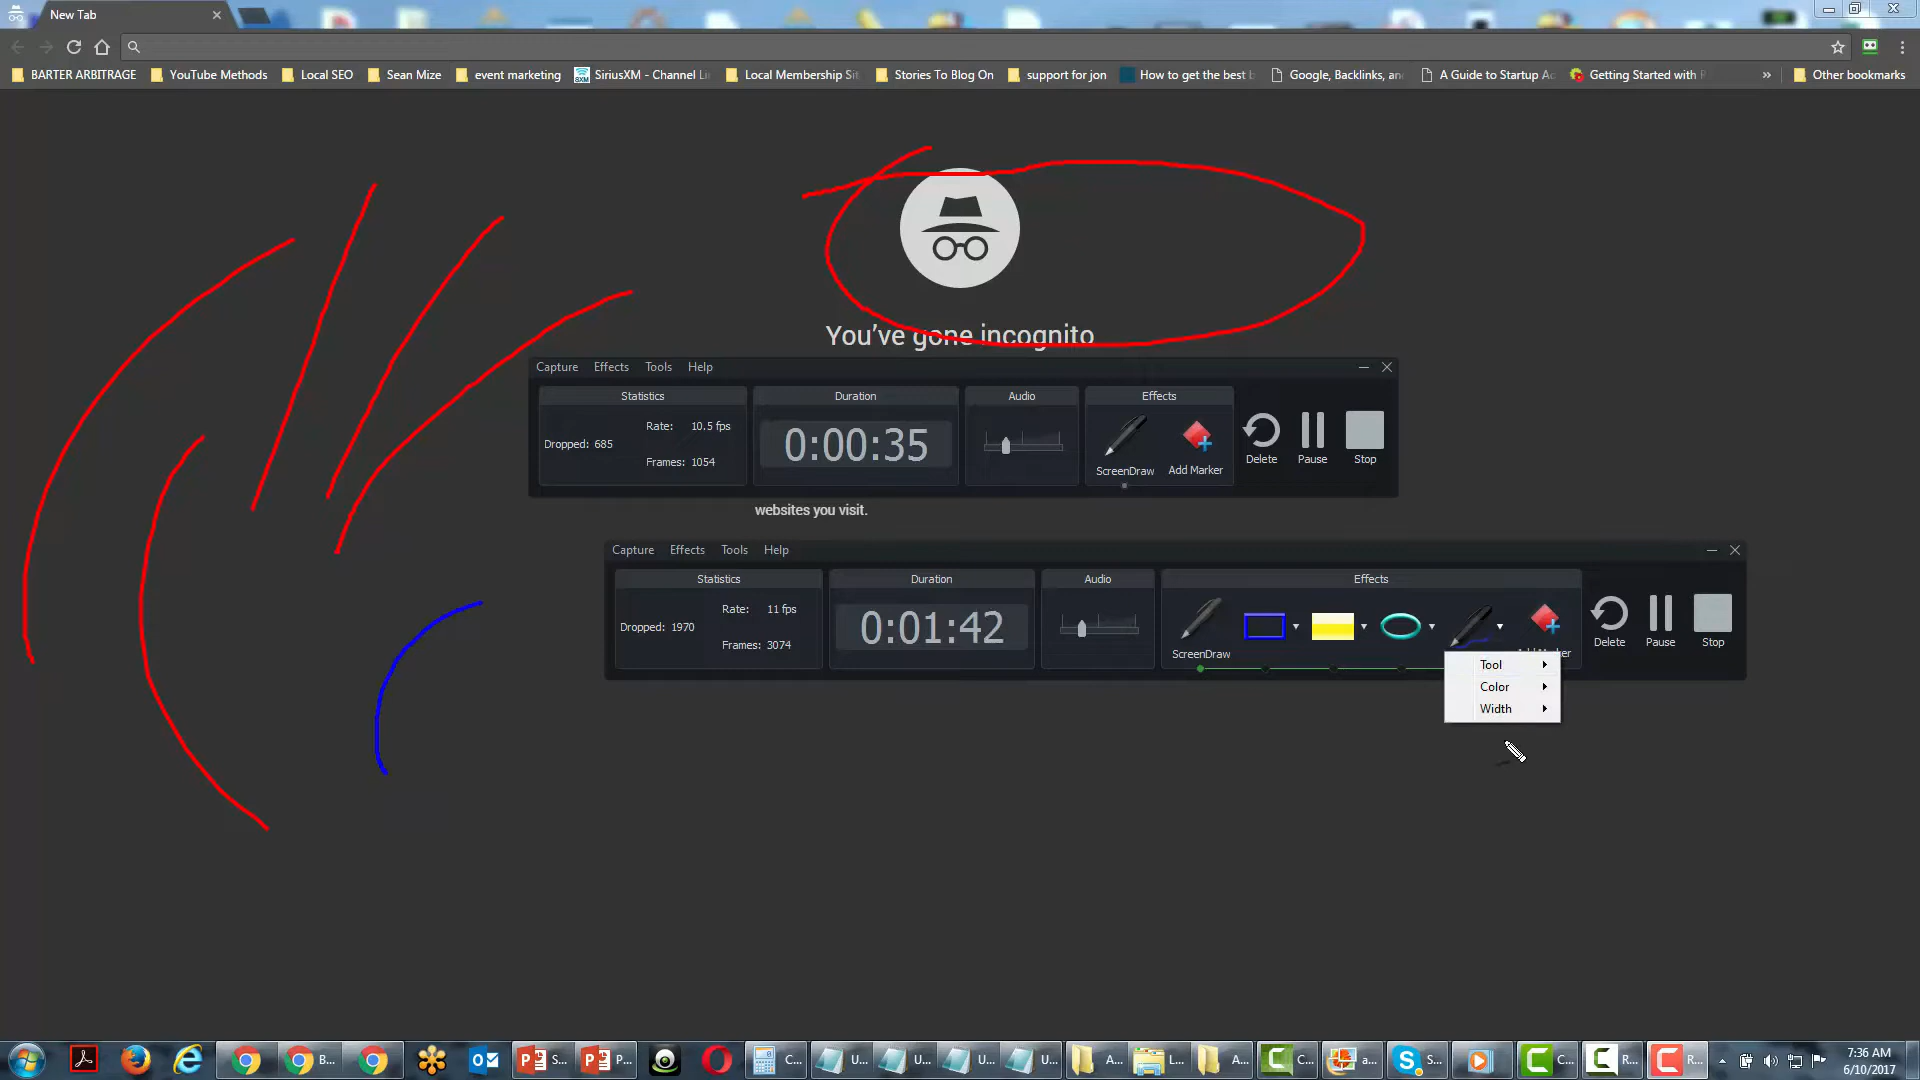 New Tab
BARTER ARBITRAGE YouTube Methods Local SEO Sean Mize event marketing SiriusXM - Channel Li Local Membership Sit Stories To Blog On support for jon How to get the best b Google, Backlinks, and A Guide to Startup Ac Getting Started with R » Other bookmarks
You've gone incognito
Capture Effects Tools Help
Statistics Duration Audio Effects
Rate: 10.5 fps
Dropped: 685
Frames: 1054
0:00:35
ScreenDraw Add Marker Delete Pause Stop
websites you visit.
Capture Effects Tools Help
Statistics Duration Audio Effects
Rate: 11 fps
Dropped: 1970
Frames: 3074
0:01:42
ScreenDraw Delete Pause Stop
Tool
Color
Width
B... S... P... C... U... U... U... U... A... L... A... C... a... S... C... R... R...
7:36 AM
6/10/2017